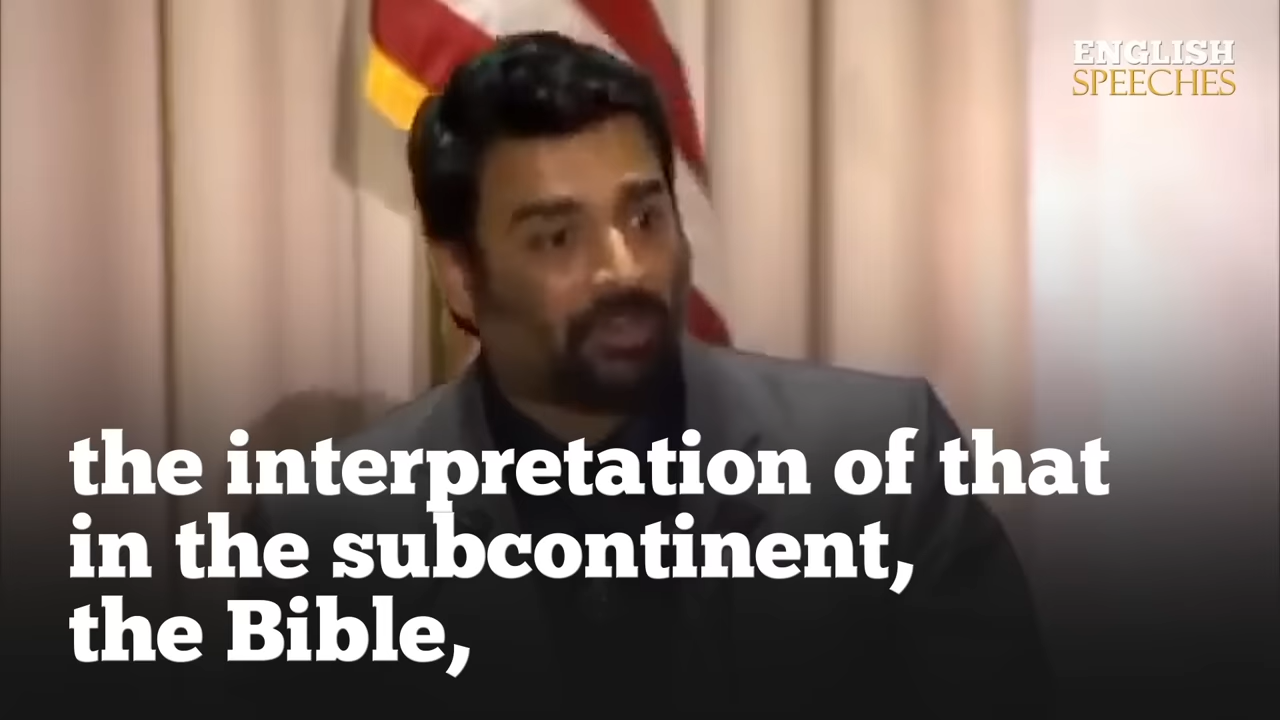 ENGLISH
SPEECHES
the interpretation of that
in the subcontinent,
the Bible,